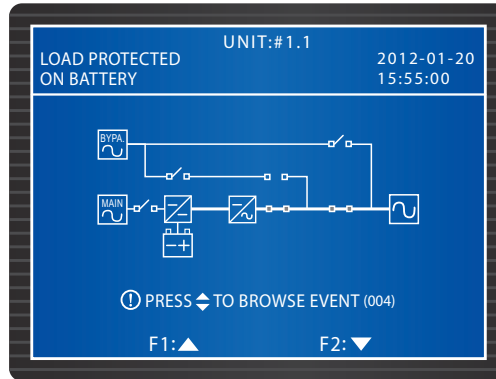 UNIT:#1.1
LOAD PROTECTED 2012-01-20
ON BATTERY 15:55:00
BYPA.
MAIN
PRESS TO BROWSE EVENT (004)
F1: F2: